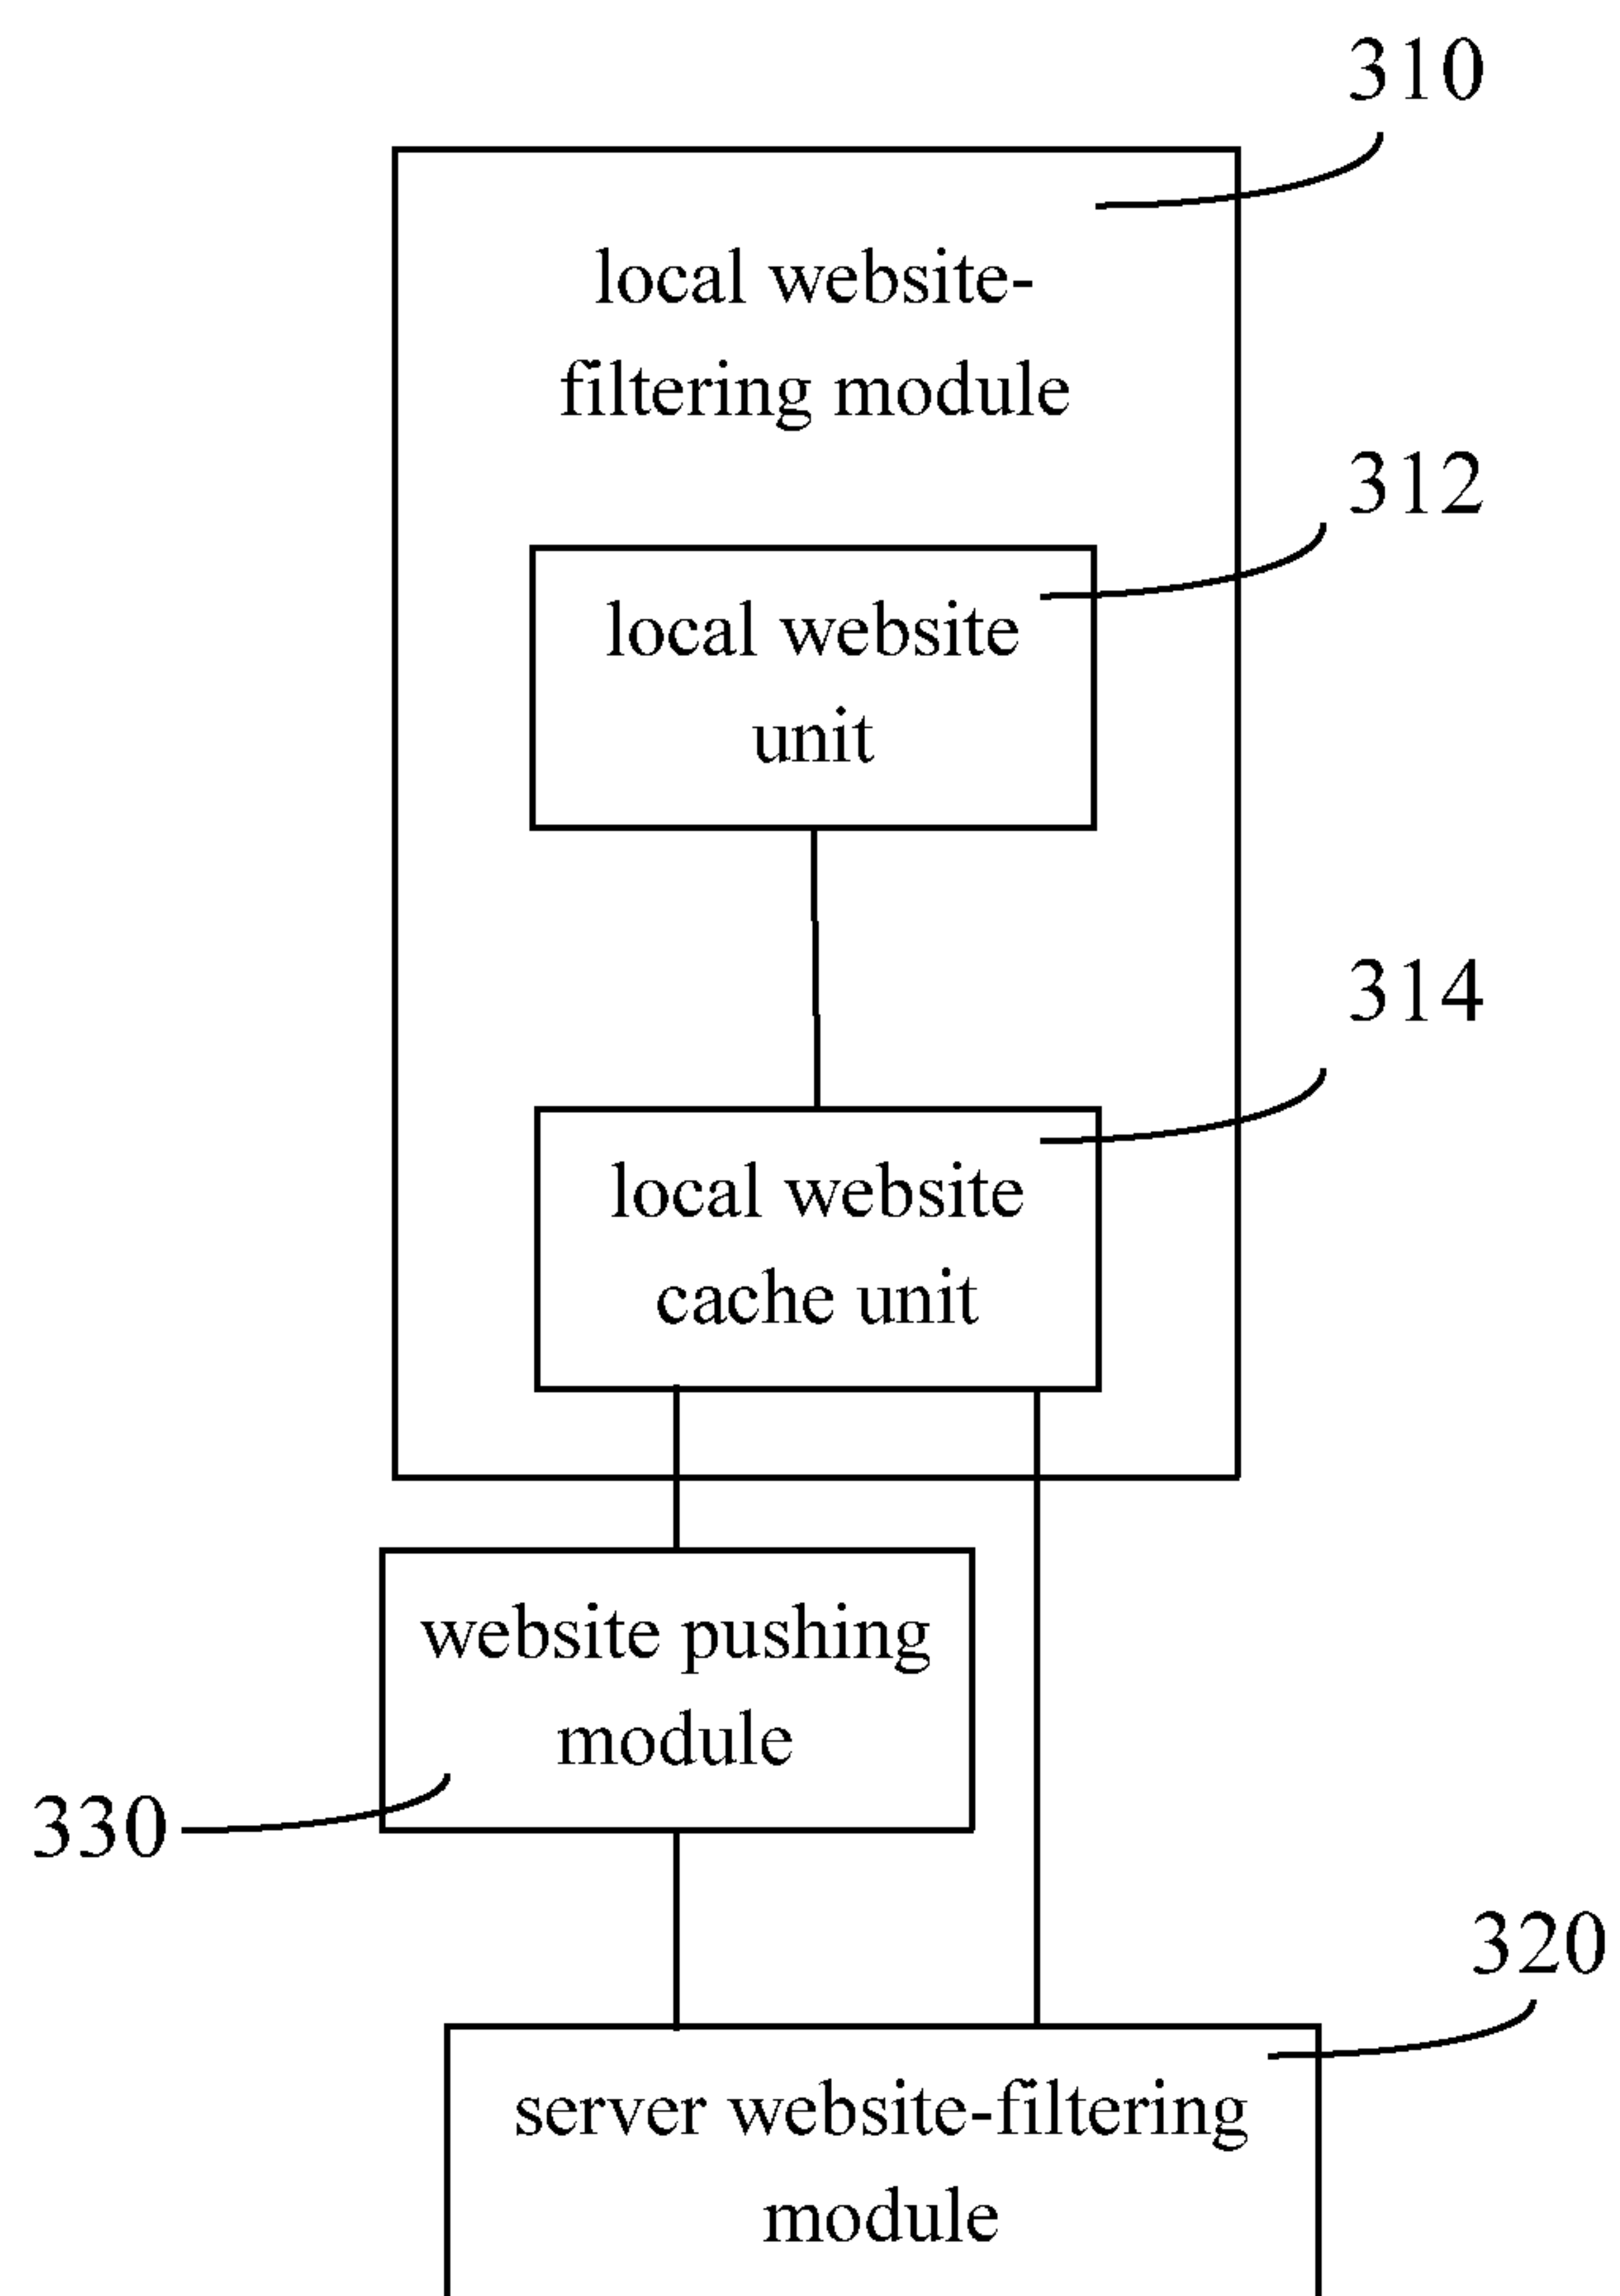 310
local website-
filtering module
312
local website
unit
314
local website
cache unit
website pushing
module
330
320
server website-filtering
module